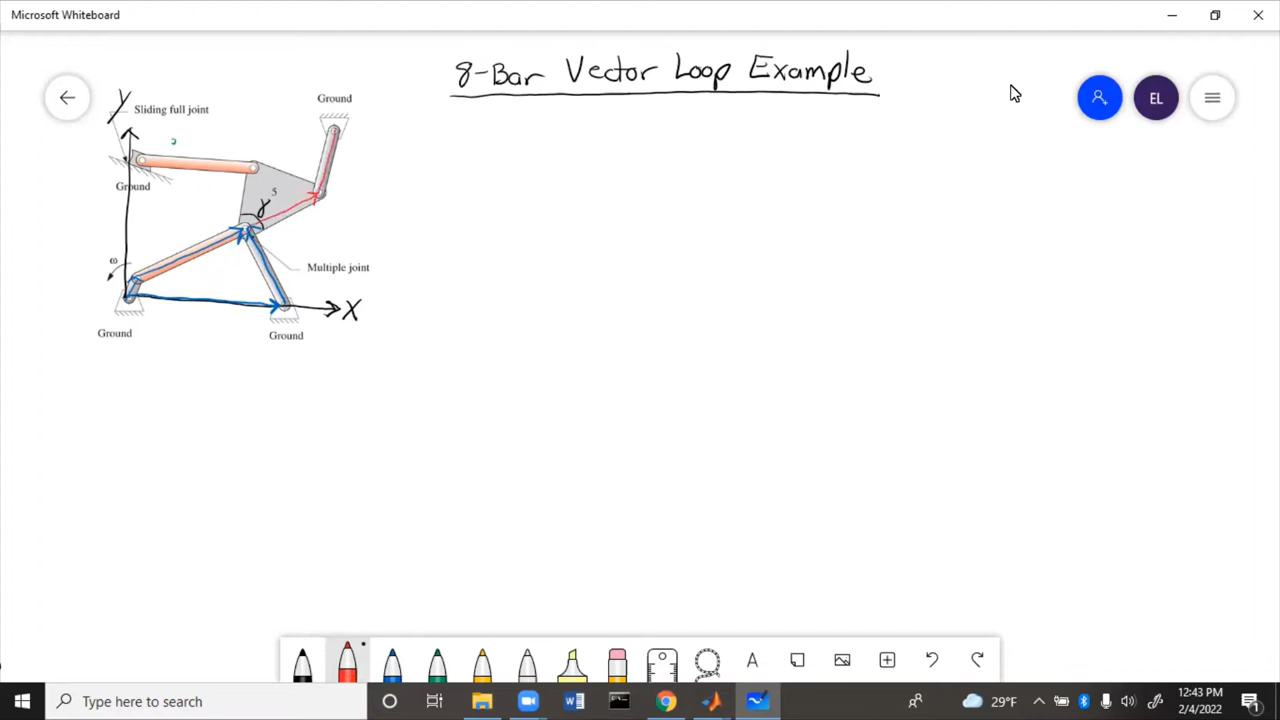 Microsoft Whiteboard
8-Bar Vector Loop Example
EL
Y
Sliding full joint
Ground
Ground
5
γ
ω
Multiple joint
X
Ground
Ground
A
Type here to search
29°F
12:43 PM
2/4/2022
1